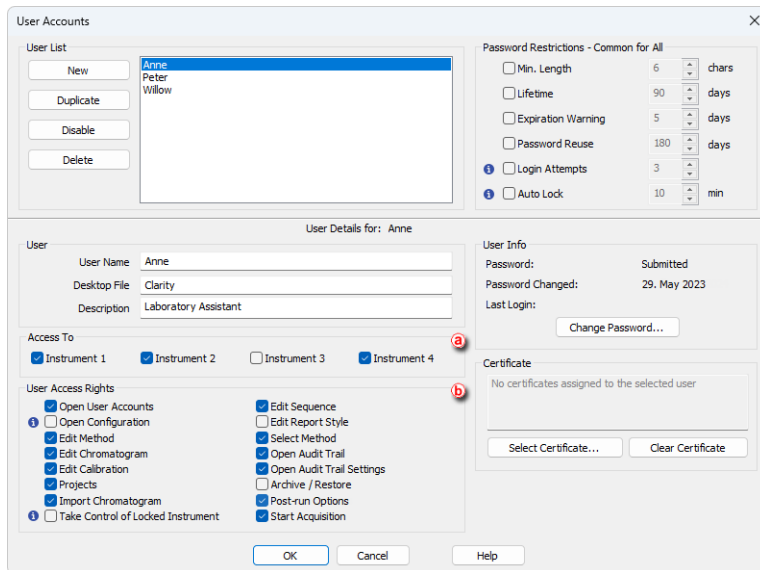 User Accounts
User List
New
Duplicate
Disable
Delete
Anne
Peter
Willow
Password Restrictions - Common for All
Min. Length 6 chars
Lifetime 90 days
Expiration Warning 5 days
Password Reuse 180 days
Login Attempts 3
Auto Lock 10 min
User Details for: Anne
User
User Name Anne
Desktop File Clarity
Description Laboratory Assistant
User Info
Password: Submitted
Password Changed: 29. May 2023
Last Login:
Change Password...
Access To a
Instrument 1 Instrument 2 Instrument 3 Instrument 4
Certificate
No certificates assigned to the selected user
Select Certificate... Clear Certificate
User Access Rights b
Open User Accounts Edit Sequence
Open Configuration Edit Report Style
Edit Method Select Method
Edit Chromatogram Open Audit Trail
Edit Calibration Open Audit Trail Settings
Projects Archive / Restore
Import Chromatogram Post-run Options
Take Control of Locked Instrument Start Acquisition
OK Cancel Help